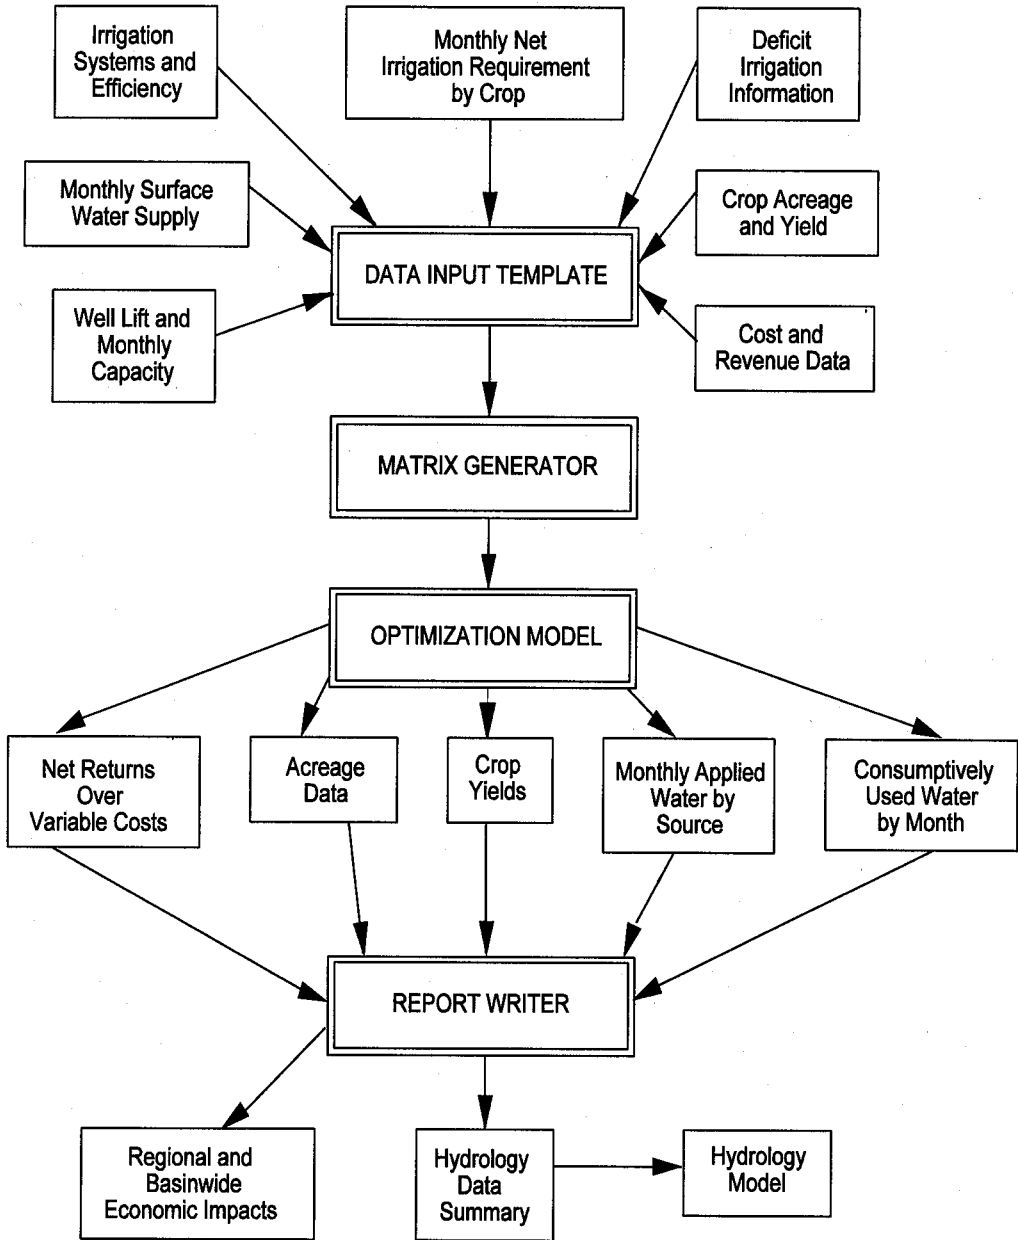 Irrigation
Systems and
Efficiency
Monthly Net
Irrigation Requirement
by Crop
Deficit
Irrigation
Information
Monthly Surface
Water Supply
Crop Acreage
and Yield
DATA INPUT TEMPLATE
Well Lift and
Monthly
Capacity
Cost and
Revenue Data
MATRIX GENERATOR
OPTIMIZATION MODEL
Net Returns
Over
Variable Costs
Acreage
Data
Crop
Yields
Monthly Applied
Water by
Source
Consumptively
Used Water
by Month
REPORT WRITER
Regional and
Basinwide
Economic Impacts
Hydrology
Data
Summary
Hydrology
Model